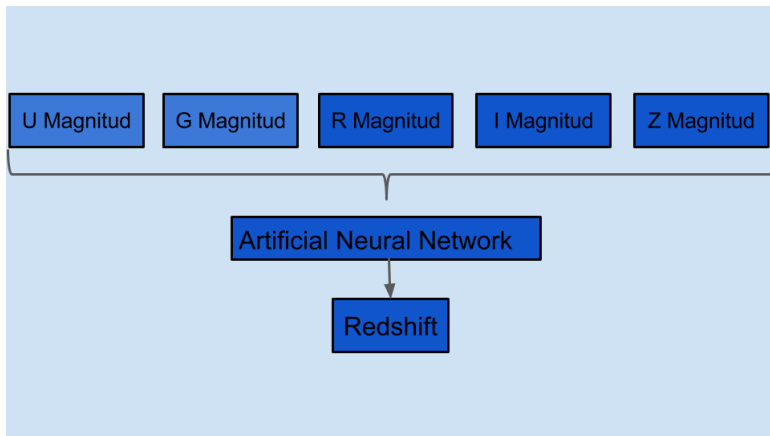 U Magnitud
G Magnitud
R Magnitud
I Magnitud
Z Magnitud
Artificial Neural Network
Redshift